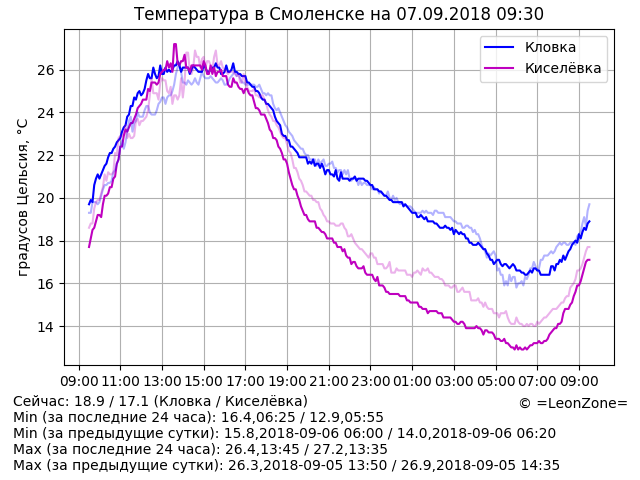 Температура в Смоленске на 07.09.2018 09:30
Кловка
Киселёвка
градусов Цельсия, °C
26
24
22
20
18
16
14
09:00 11:00 13:00 15:00 17:00 19:00 21:00 23:00 01:00 03:00 05:00 07:00 09:00
Сейчас: 18.9 / 17.1 (Кловка / Киселёвка)
© =LeonZone=
Min (за последние 24 часа): 16.4,06:25 / 12.9,05:55
Min (за предыдущие сутки): 15.8,2018-09-06 06:00 / 14.0,2018-09-06 06:20
Max (за последние 24 часа): 26.4,13:45 / 27.2,13:35
Max (за предыдущие сутки): 26.3,2018-09-05 13:50 / 26.9,2018-09-05 14:35